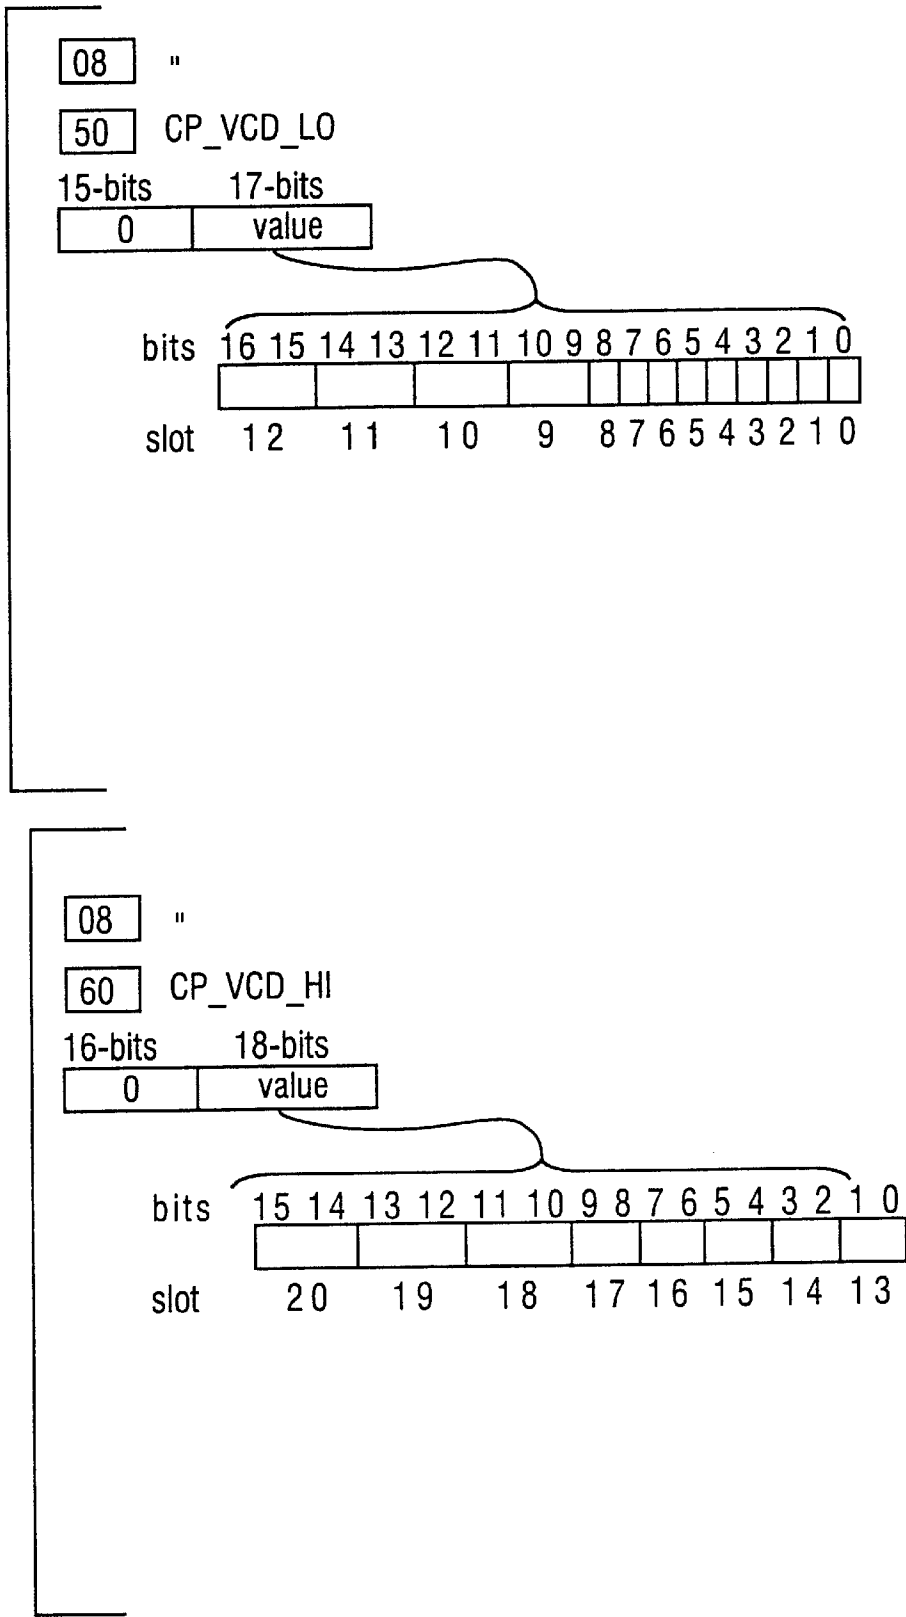 08 "
50 CP_VCD_LO
15-bits 17-bits
0 value
bits 16 15 14 13 12 11 10 9 8 7 6 5 4 3 2 1 0
slot 12 11 10 9 8 7 6 5 4 3 2 1 0
08 "
60 CP_VCD_HI
16-bits 18-bits
0 value
bits 15 14 13 12 11 10 9 8 7 6 5 4 3 2 1 0
slot 20 19 18 17 16 15 14 13